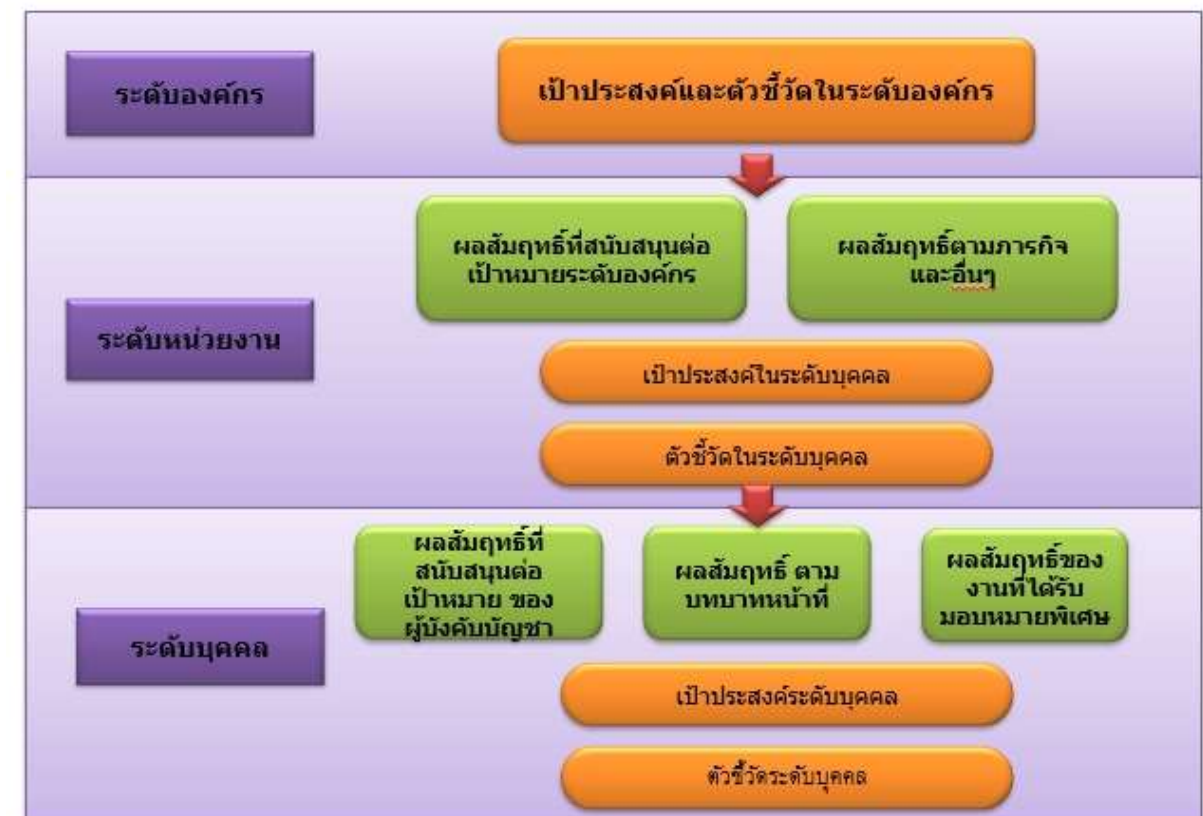 ระดับองค์กร
เป้าประสงค์และตัวชี้วัดในระดับองค์กร
ผลสัมฤทธิ์ที่สนับสนุนต่อ
เป้าหมายระดับองค์กร
ผลสัมฤทธิ์ตามภารกิจ
และอื่นๆ
ระดับหน่วยงาน
เป้าประสงค์ในระดับบุคคล
ตัวชี้วัดในระดับบุคคล
ผลสัมฤทธิ์ที่
สนับสนุนต่อ
เป้าหมาย ของ
ผู้บังคับบัญชา
ผลสัมฤทธิ์ ตาม
บทบาทหน้าที่
ผลสัมฤทธิ์ของ
งานที่ได้รับ
มอบหมายพิเศษ
ระดับบุคคล
เป้าประสงค์ระดับบุคคล
ตัวชี้วัดระดับบุคคล